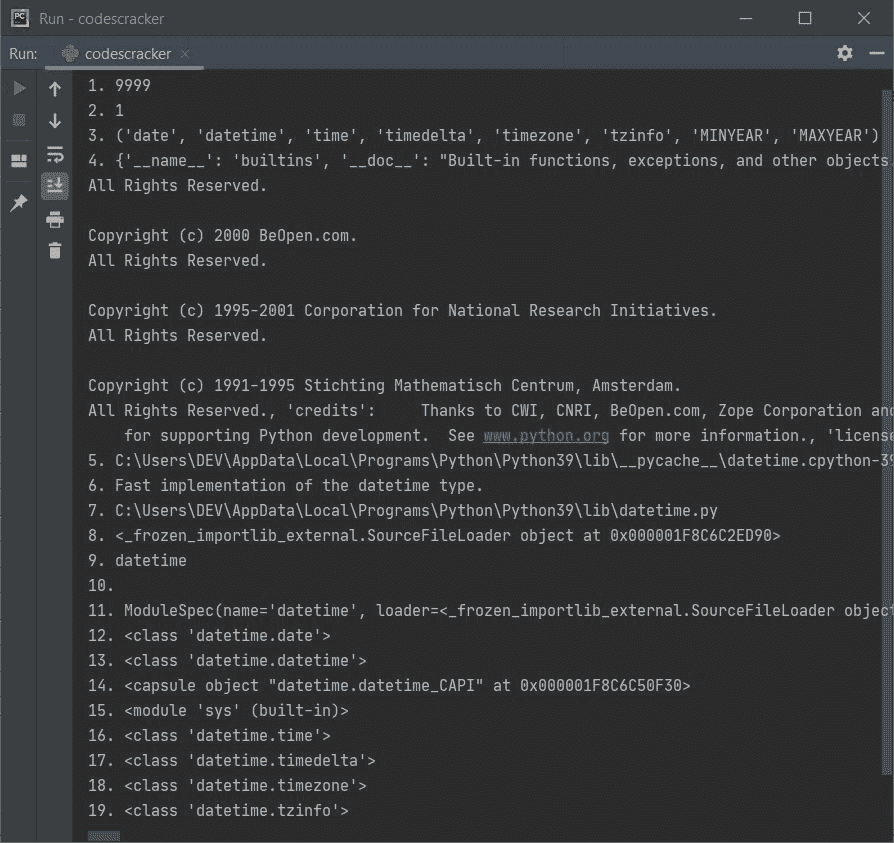 PC
Run - codescracker
Run: codescracker
1. 9999
2. 1
3. ('date', 'datetime', 'time', 'timedelta', 'timezone', 'tzinfo', 'MINYEAR', 'MAXYEAR')
4. {'__name__': 'builtins', '__doc__': "Built-in functions, exceptions, and other objects.
All Rights Reserved.
Copyright (c) 2000 BeOpen.com.
All Rights Reserved.
Copyright (c) 1995-2001 Corporation for National Research Initiatives.
All Rights Reserved.
Copyright (c) 1991-1995 Stichting Mathematisch Centrum, Amsterdam.
All Rights Reserved., 'credits':     Thanks to CWI, CNRI, BeOpen.com, Zope Corporation and
    for supporting Python development.  See www.python.org for more information., 'license
5. C:\Users\DEV\AppData\Local\Programs\Python\Python39\lib\__pycache__\datetime.cpython-39
6. Fast implementation of the datetime type.
7. C:\Users\DEV\AppData\Local\Programs\Python\Python39\lib\datetime.py
8. <_frozen_importlib_external.SourceFileLoader object at 0x000001F8C6C2ED90>
9. datetime
10.
11. ModuleSpec(name='datetime', loader=<_frozen_importlib_external.SourceFileLoader object
12. <class 'datetime.date'>
13. <class 'datetime.datetime'>
14. <capsule object "datetime.datetime_CAPI" at 0x000001F8C6C50F30>
15. <module 'sys' (built-in)>
16. <class 'datetime.time'>
17. <class 'datetime.timedelta'>
18. <class 'datetime.timezone'>
19. <class 'datetime.tzinfo'>